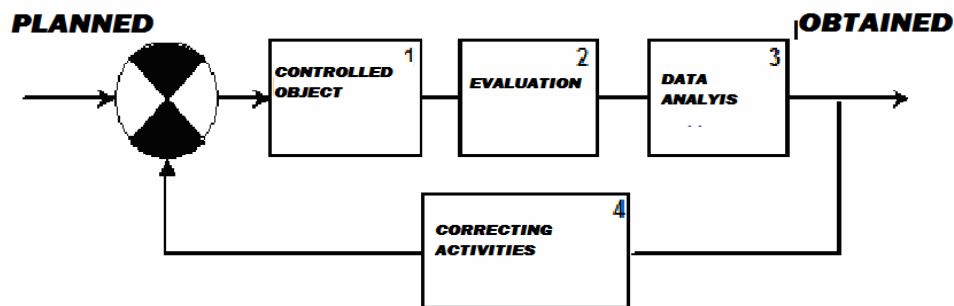 PLANNED
OBTAINED
1
CONTROLLED
OBJECT
2
EVALUATION
3
DATA
ANALYIS
4
CORRECTING
ACTIVITIES